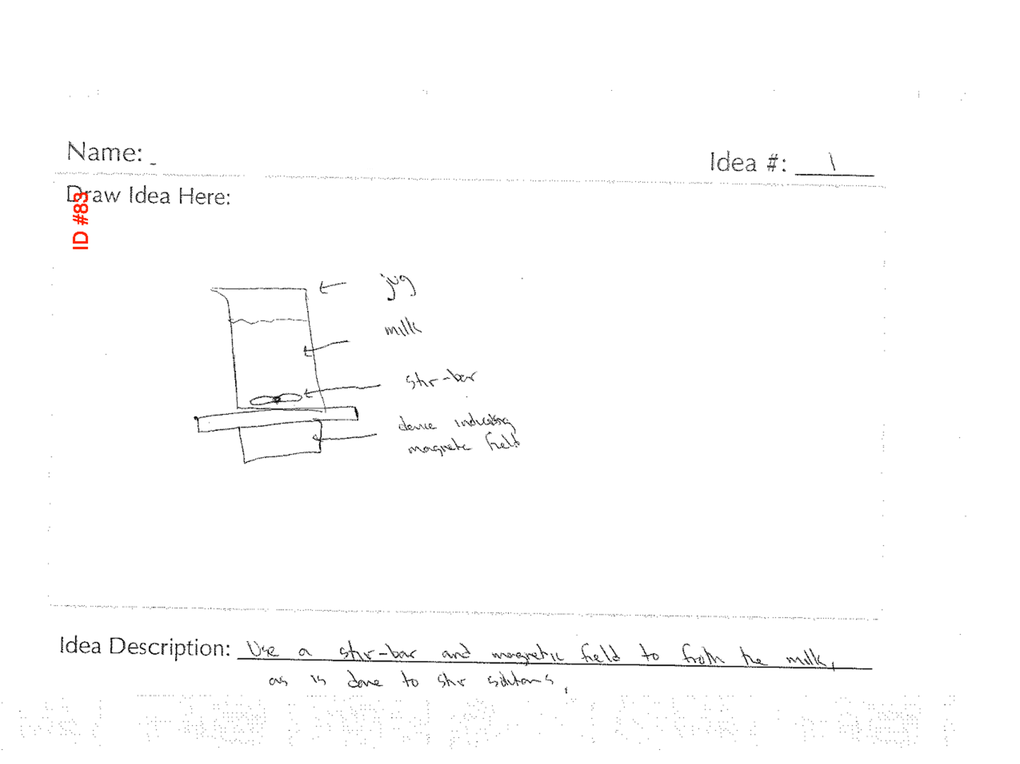 Name:
Idea #: 1
Draw Idea Here:
ID #83
jug
milk
stir-bar
device inducting
magnetic field
Idea Description: Use a stir-bar and magnetic field to froth the milk,
as is done to stir solutions,